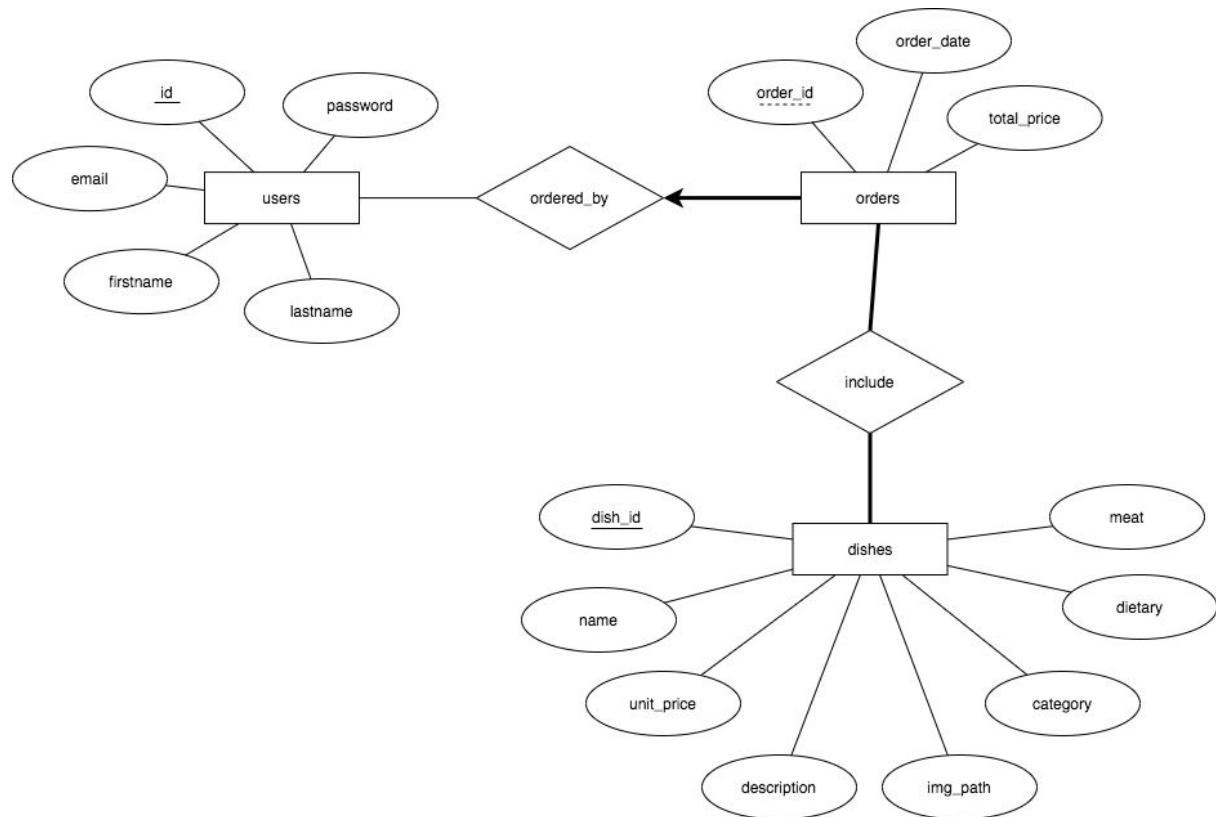 order_date
id
order_id
password
total_price
email
users
ordered_by
orders
firstname
lastname
include
dish_id
meat
dishes
name
dietary
unit_price
category
description
img_path